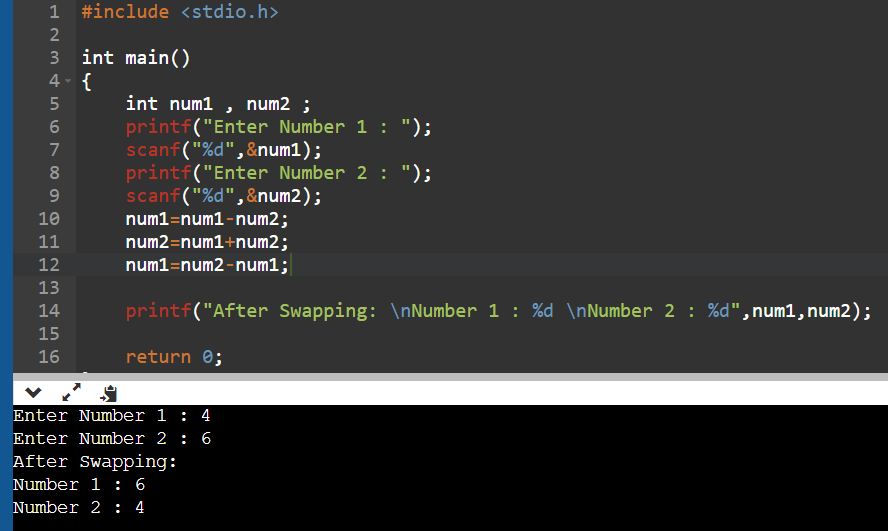 1 #include <stdio.h>
2
3 int main()
4 {
5     int num1 , num2 ;
6     printf("Enter Number 1 : ");
7     scanf("%d",&num1);
8     printf("Enter Number 2 : ");
9     scanf("%d",&num2);
10     num1=num1-num2;
11     num2=num1+num2;
12     num1=num2-num1;
13
14     printf("After Swapping: \nNumber 1 : %d \nNumber 2 : %d",num1,num2);
15
16     return 0;
Enter Number 1 : 4
Enter Number 2 : 6
After Swapping:
Number 1 : 6
Number 2 : 4